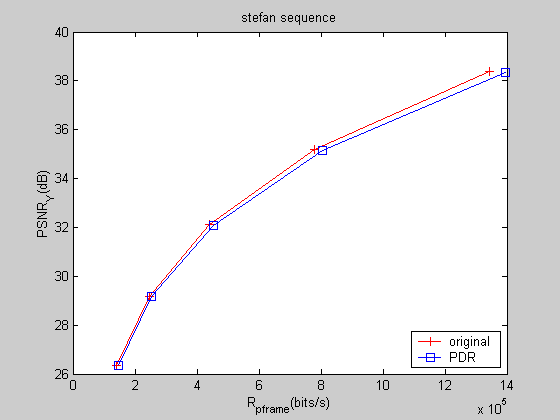 stefan sequence
40
38
36
34
32
30
28
26
PSNR_Y(dB)
0 2 4 6 8 10 12 14
R_pframe(bits/s)
x 10^5
original
PDR